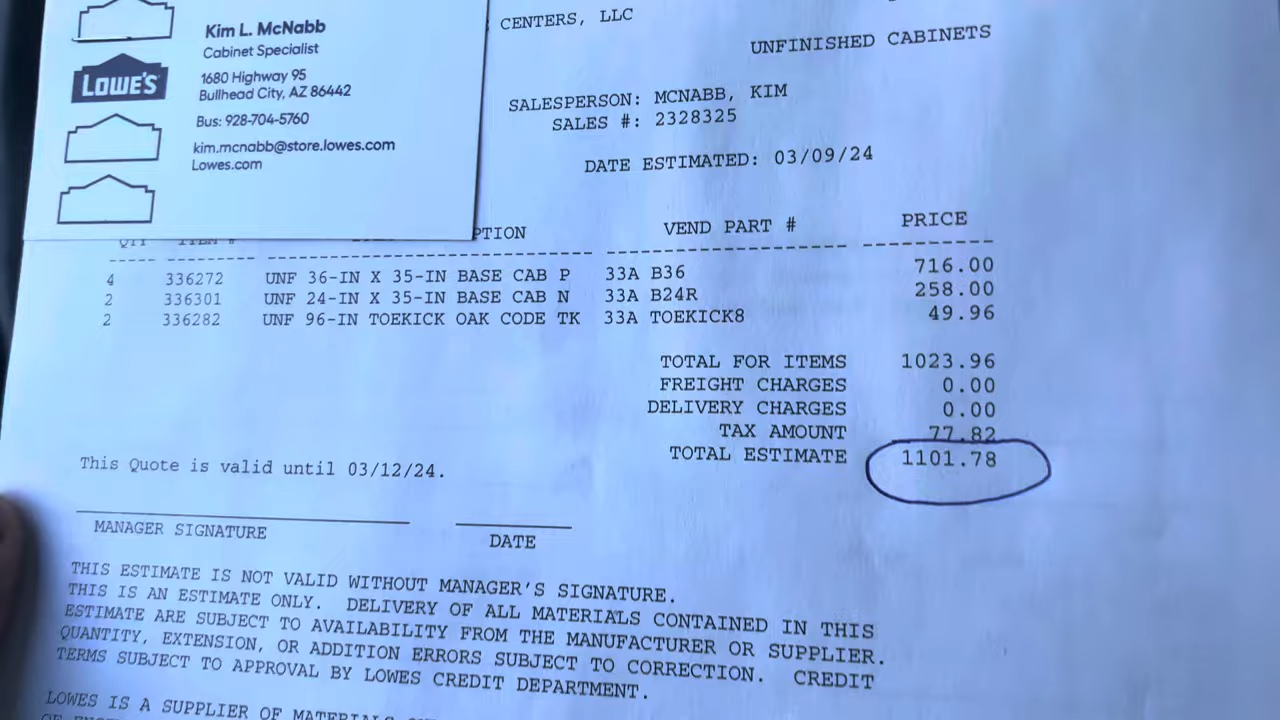 Kim L. McNabb
Cabinet Specialist
LOWE'S
1680 Highway 95
Bullhead City, AZ 86442
Bus: 928-704-5760
kim.mcnabb@store.lowes.com
Lowes.com
CENTERS, LLC
UNFINISHED CABINETS
SALESPERSON: MCNABB, KIM
SALES #: 2328325
DATE ESTIMATED: 03/09/24
QTY ITEM # PTION VEND PART # PRICE
4 336272 UNF 36-IN X 35-IN BASE CAB P 33A B36 716.00
2 336301 UNF 24-IN X 35-IN BASE CAB N 33A B24R 258.00
2 336282 UNF 96-IN TOEKICK OAK CODE TK 33A TOEKICK8 49.96
TOTAL FOR ITEMS 1023.96
FREIGHT CHARGES 0.00
DELIVERY CHARGES 0.00
TAX AMOUNT 77.82
TOTAL ESTIMATE 1101.78
This Quote is valid until 03/12/24.
MANAGER SIGNATURE DATE
THIS ESTIMATE IS NOT VALID WITHOUT MANAGER'S SIGNATURE.
THIS IS AN ESTIMATE ONLY. DELIVERY OF ALL MATERIALS CONTAINED IN THIS
ESTIMATE ARE SUBJECT TO AVAILABILITY FROM THE MANUFACTURER OR SUPPLIER.
QUANTITY, EXTENSION, OR ADDITION ERRORS SUBJECT TO CORRECTION. CREDIT
TERMS SUBJECT TO APPROVAL BY LOWES CREDIT DEPARTMENT.
LOWES IS A SUPPLIER OF MATERIALS